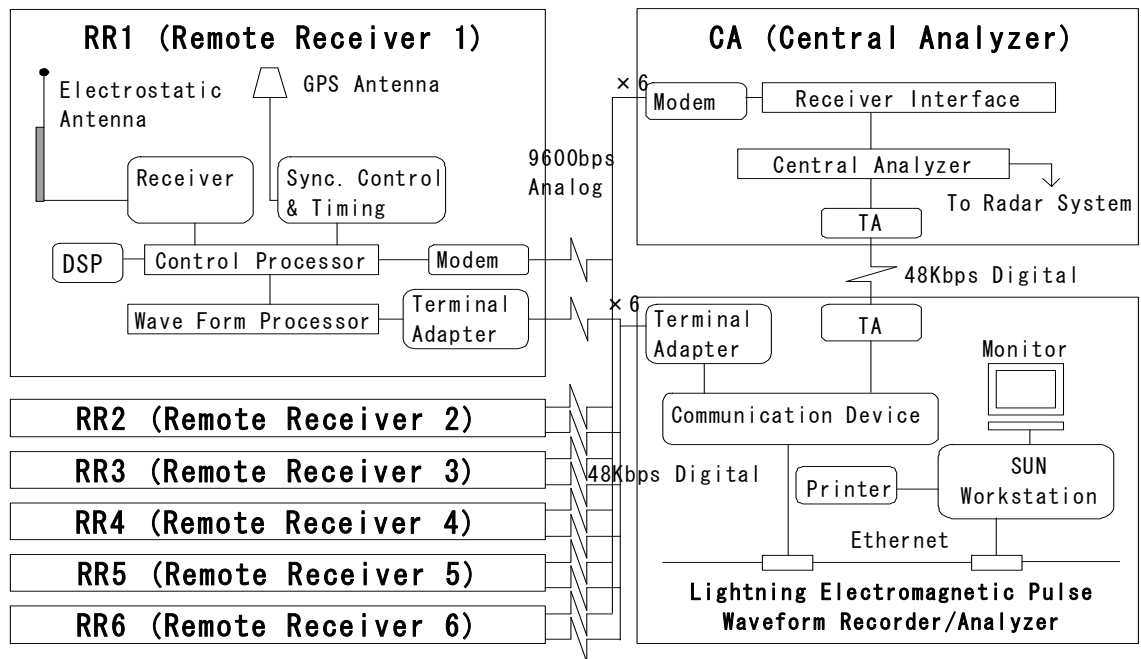 RR1 (Remote Receiver 1)
Electrostatic
Antenna
GPS Antenna
Receiver
Sync. Control
& Timing
DSP
Control Processor
Modem
Wave Form Processor
Terminal
Adapter
RR2 (Remote Receiver 2)
RR3 (Remote Receiver 3)
RR4 (Remote Receiver 4)
RR5 (Remote Receiver 5)
RR6 (Remote Receiver 6)
9600bps
Analog
×6
×6
48Kbps Digital
CA (Central Analyzer)
Modem
Receiver Interface
Central Analyzer
To Radar System
TA
48Kbps Digital
Terminal
Adapter
TA
Monitor
Communication Device
Printer
SUN
Workstation
Ethernet
Lightning Electromagnetic Pulse
Waveform Recorder/Analyzer